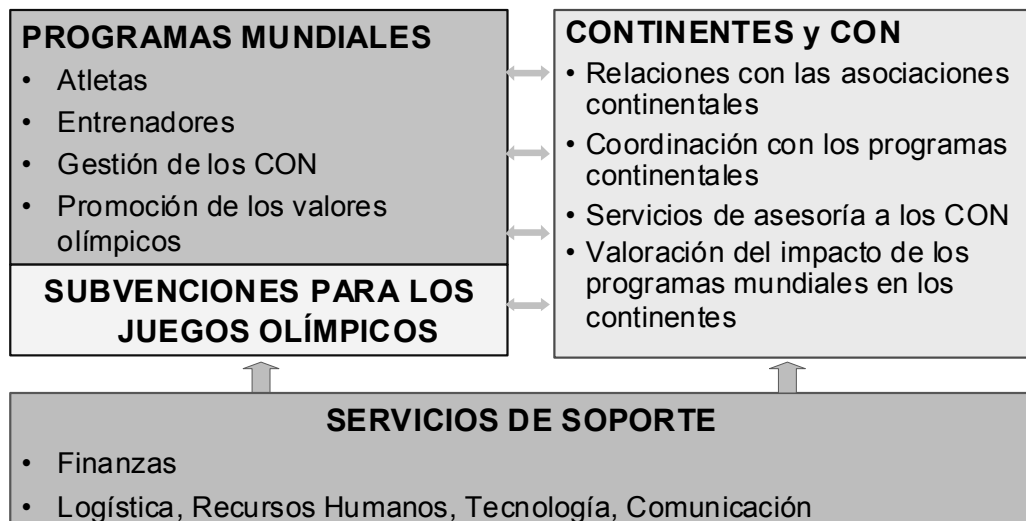 PROGRAMAS MUNDIALES
• Atletas
• Entrenadores
• Gestión de los CON
• Promoción de los valores
olímpicos
SUBVENCIONES PARA LOS
JUEGOS OLÍMPICOS
CONTINENTES y CON
• Relaciones con las asociaciones
continentales
• Coordinación con los programas
continentales
• Servicios de asesoría a los CON
• Valoración del impacto de los
programas mundiales en los
continentes
SERVICIOS DE SOPORTE
• Finanzas
• Logística, Recursos Humanos, Tecnología, Comunicación